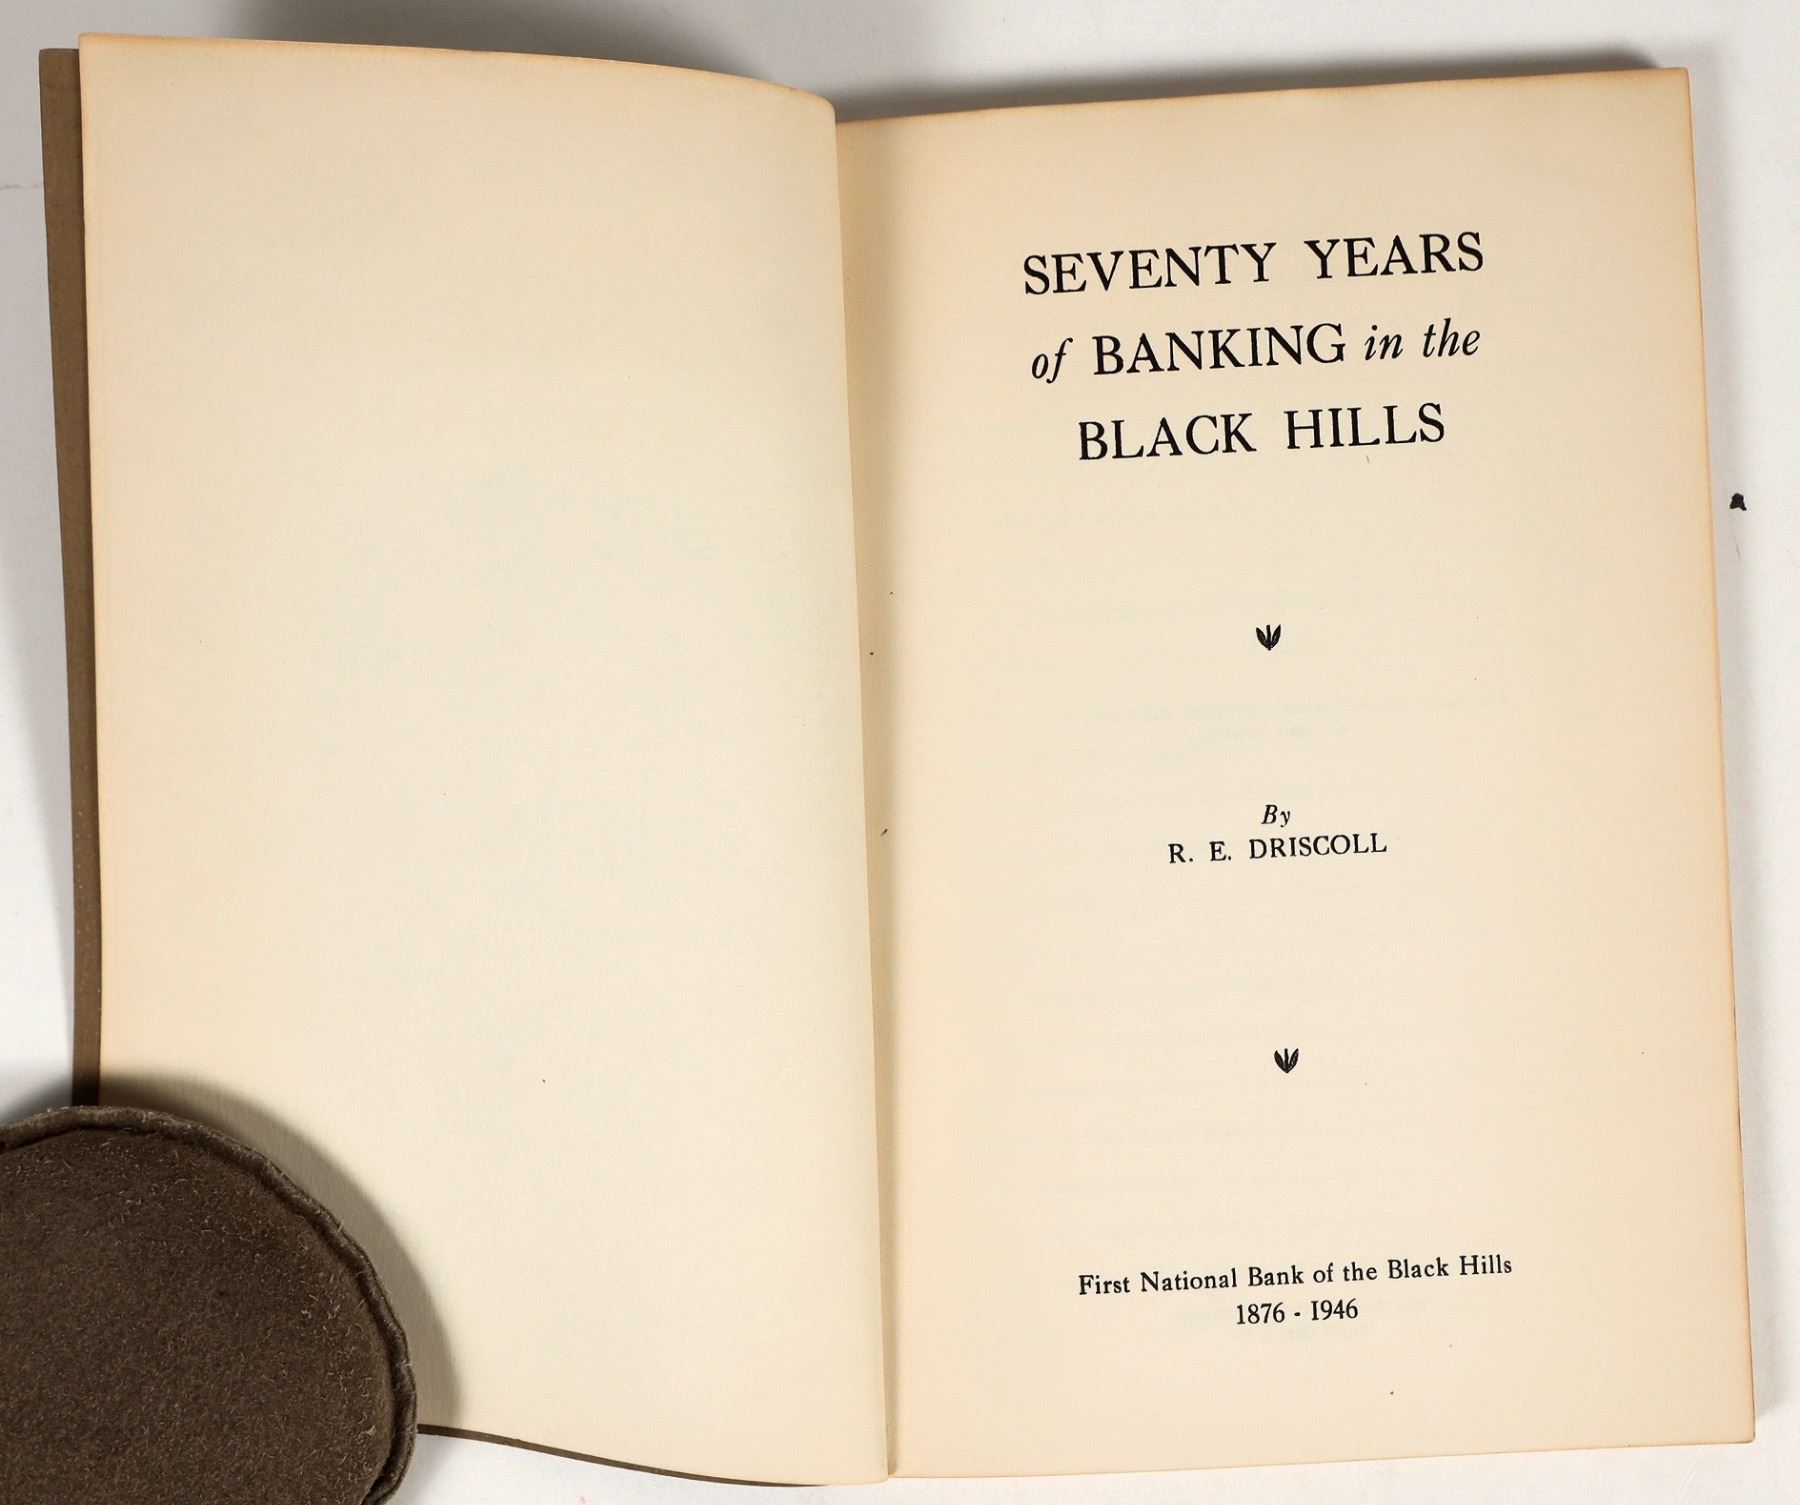 SEVENTY YEARS
of BANKING in the
BLACK HILLS
By
R. E. DRISCOLL
First National Bank of the Black Hills
1876 - 1946